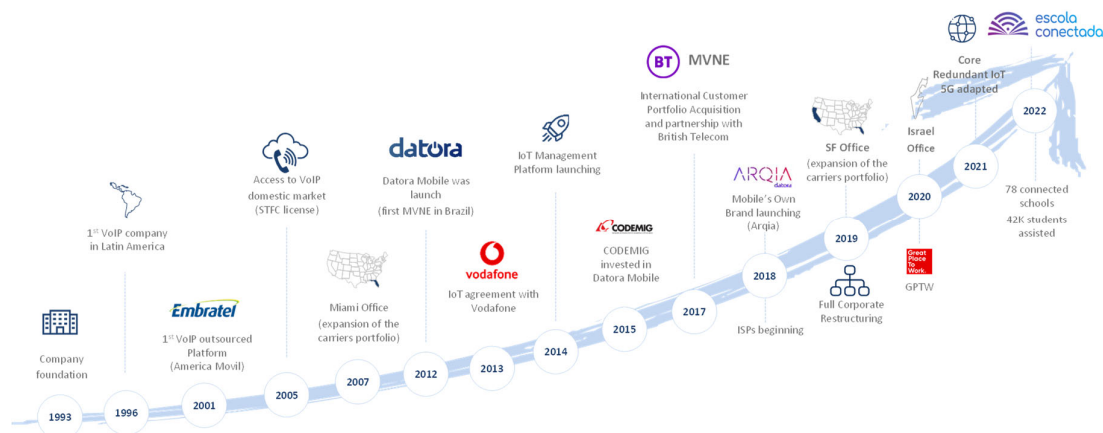 Company
foundation
1993
1st VoIP company
in Latin America
1996
Embratel
1st VoIP outsourced
Platform
(America Movil)
2001
Access to VoIP
domestic market
(STFC license)
2005
Miami Office
(expansion of the
carriers portfolio)
2007
datora
Datora Mobile was
launch
(first MVNE in Brazil)
2012
vodafone
IoT agreement with
Vodafone
2013
IoT Management
Platform launching
2014
CODEMIG
CODEMIG
invested in
Datora Mobile
2015
BT MVNE
International Customer
Portfolio Acquisition
and partnership with
British Telecom
2017
ARQIA
datora
Mobile's Own
Brand launching
(Arqia)
2018
ISPs beginning
SF Office
(expansion of the
carriers portfolio)
2019
Full Corporate
Restructuring
Israel
Office
2020
Great
Place
To
Work.
GPTW
Core
Redundant IoT
5G adapted
2021
escola
conectada
2022
78 connected
schools
42K students
assisted